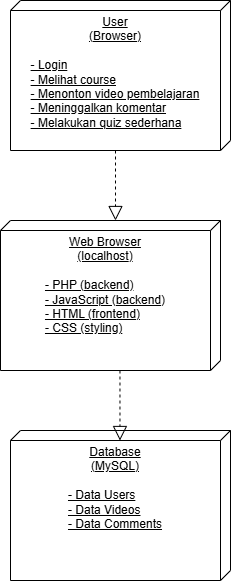 User
(Browser)
- Login
- Melihat course
- Menonton video pembelajaran
- Meninggalkan komentar
- Melakukan quiz sederhana
Web Browser
(localhost)
- PHP (backend)
- JavaScript (backend)
- HTML (frontend)
- CSS (styling)
Database
(MySQL)
- Data Users
- Data Videos
- Data Comments